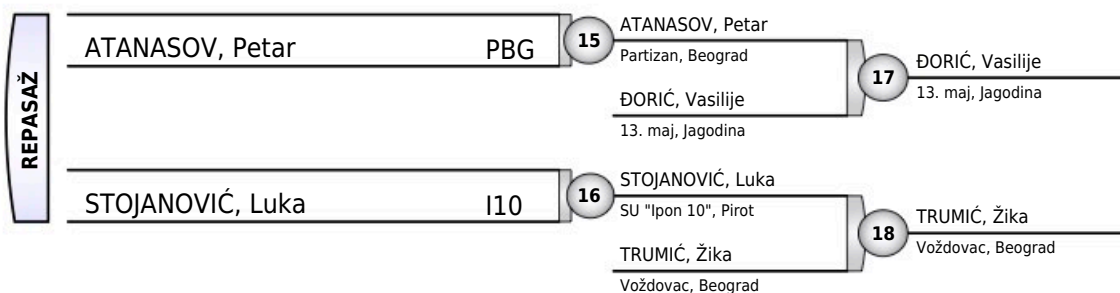 REPASAŽ
ATANASOV, Petar PBG
15
ATANASOV, Petar
Partizan, Beograd
ĐORIĆ, Vasilije
13. maj, Jagodina
17
ĐORIĆ, Vasilije
13. maj, Jagodina
STOJANOVIĆ, Luka I10
16
STOJANOVIĆ, Luka
SU "Ipon 10", Pirot
TRUMIĆ, Žika
Voždovac, Beograd
18
TRUMIĆ, Žika
Voždovac, Beograd